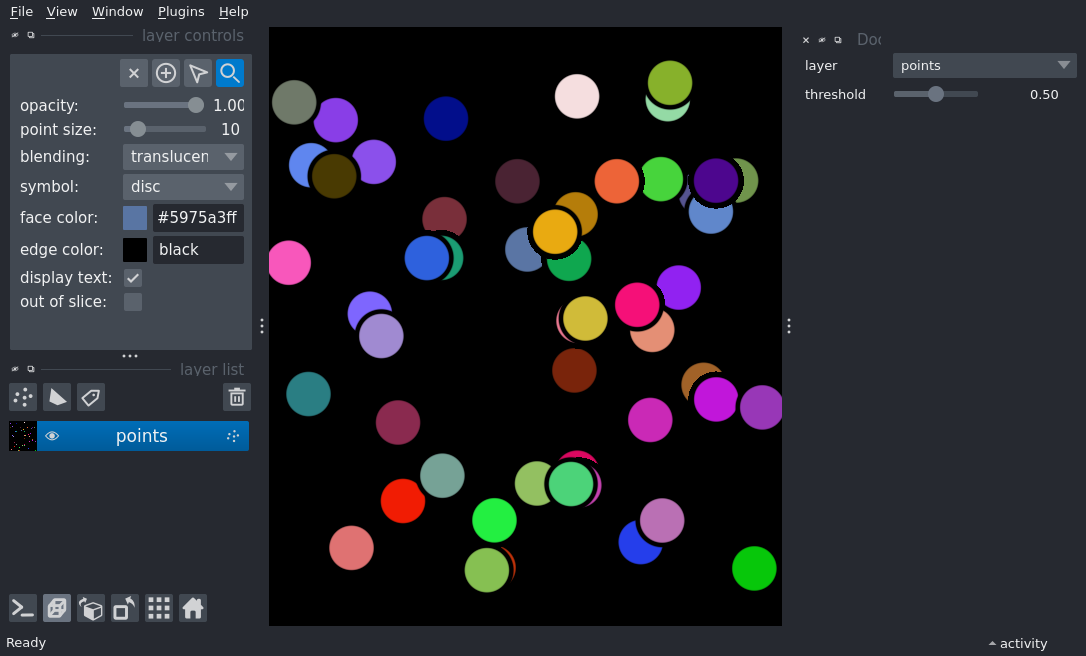 File View Window Plugins Help
layer controls
opacity: 1.00
point size: 10
blending: translucen
symbol: disc
face color: #5975a3ff
edge color: black
display text:
out of slice:
layer list
points
Ready
Doc
layer points
threshold 0.50
activity